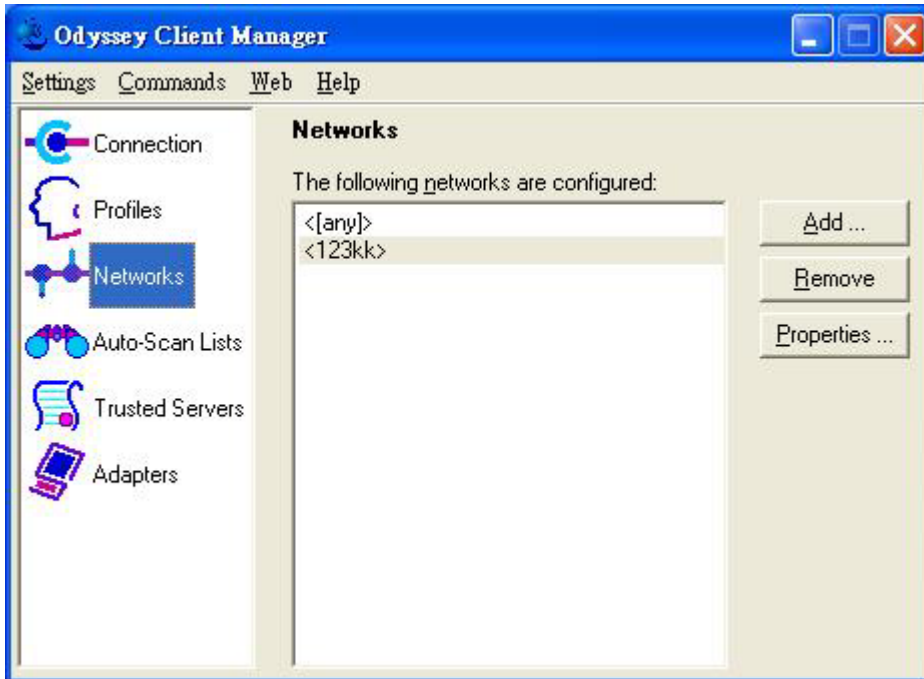 Odyssey Client Manager
Settings Commands Web Help
Connection
Profiles
Networks
Auto-Scan Lists
Trusted Servers
Adapters
Networks
The following networks are configured:
<[any]>
<123kk>
Add ...
Remove
Properties ...